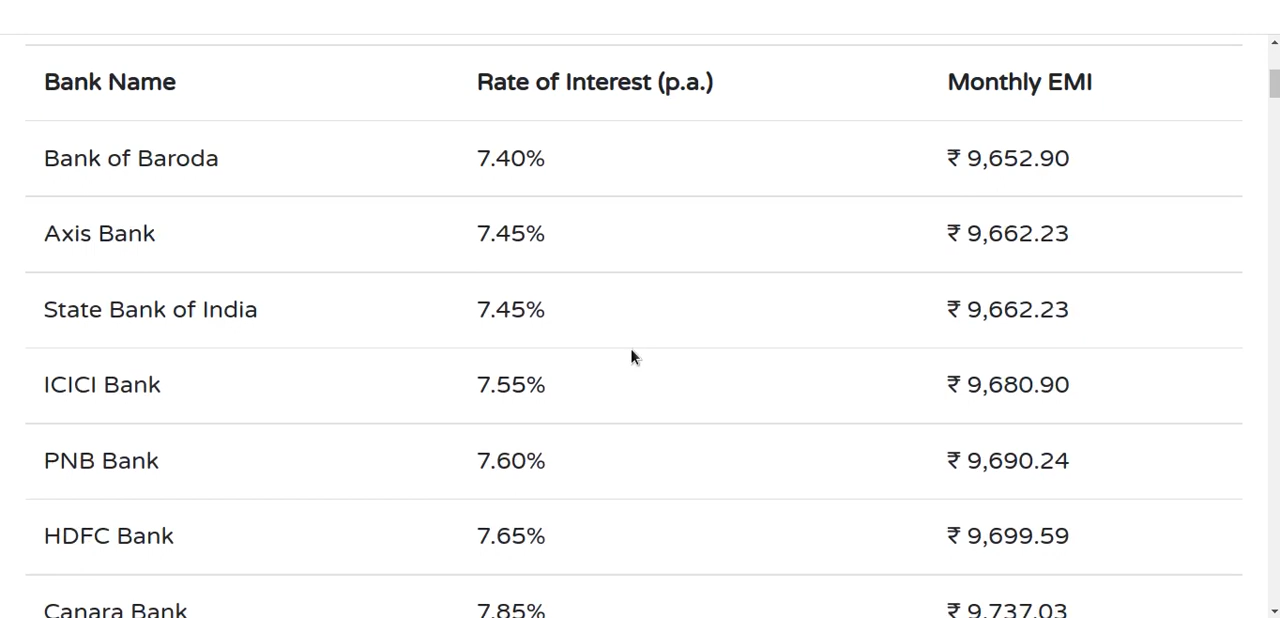 Bank Name Rate of Interest (p.a.) Monthly EMI
Bank of Baroda 7.40% ₹ 9,652.90
Axis Bank 7.45% ₹ 9,662.23
State Bank of India 7.45% ₹ 9,662.23
ICICI Bank 7.55% ₹ 9,680.90
PNB Bank 7.60% ₹ 9,690.24
HDFC Bank 7.65% ₹ 9,699.59
Canara Bank 7.85% ₹ 9,737.03